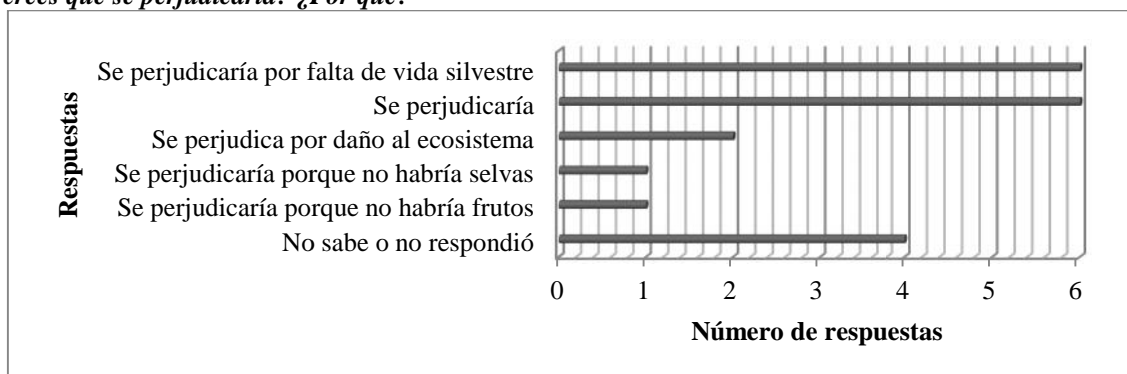 crees que se perjudicaría? ¿Por qué?
Se perjudicaría por falta de vida silvestre
Se perjudicaría
Se perjudica por daño al ecosistema
Se perjudicaría porque no habría selvas
Se perjudicaría porque no habría frutos
No sabe o no respondió
Respuestas
0 1 2 3 4 5 6
Número de respuestas